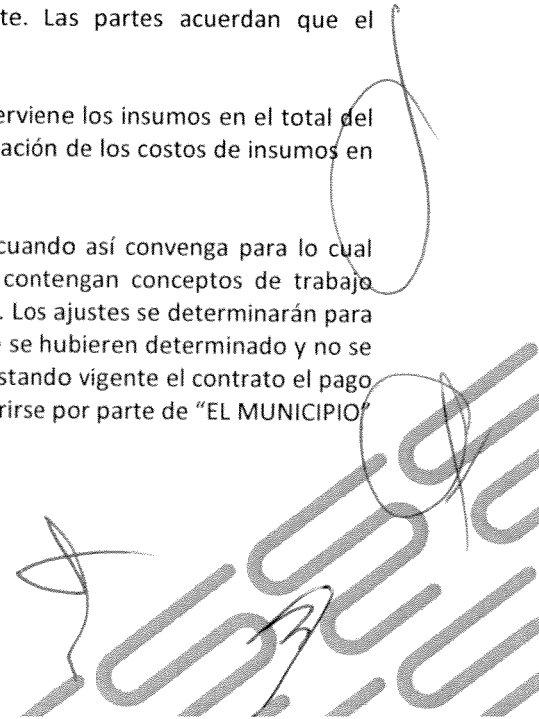 te. Las partes acuerdan que el
erviene los insumos en el total del
ación de los costos de insumos en
cuando así convenga para lo cual
contengan conceptos de trabajo
. Los ajustes se determinarán para
se hubieren determinado y no se
stando vigente el contrato el pago
rirse por parte de “EL MUNICIPIO”